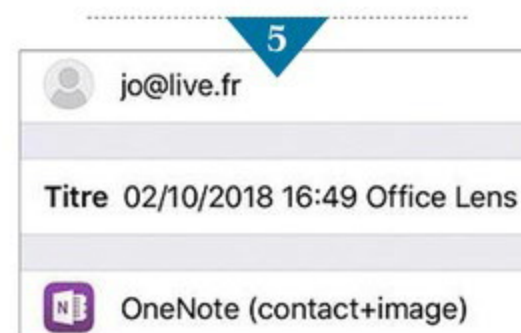 5
jo@live.fr
Titre 02/10/2018 16:49 Office Lens
N
OneNote (contact+image)